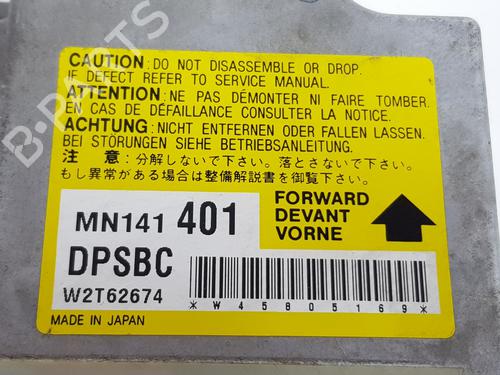 CAUTION: DO NOT DISASSEMBLE OR DROP.
IF DEFECT REFER TO SERVICE MANUAL.
ATTENTION: NE PAS DÉMONTER NI FAIRE TOMBER.
EN CAS DE DÉFAILLANCE CONSULTER LA NOTICE.
ACHTUNG: NICHT ENTFERNEN ODER FALLEN LASSEN.
BEI STÖRUNGEN SIEHE BETRIEBSANLEITUNG.
注 意：分解しないで下さい。落とさないで下さい。
もし異常がある場合は整備解説書を御覧下さい。
MN141 401
DPSBC
W2T62674
FORWARD
DEVANT
VORNE
*W45805169*
MADE IN JAPAN
B-PARTS